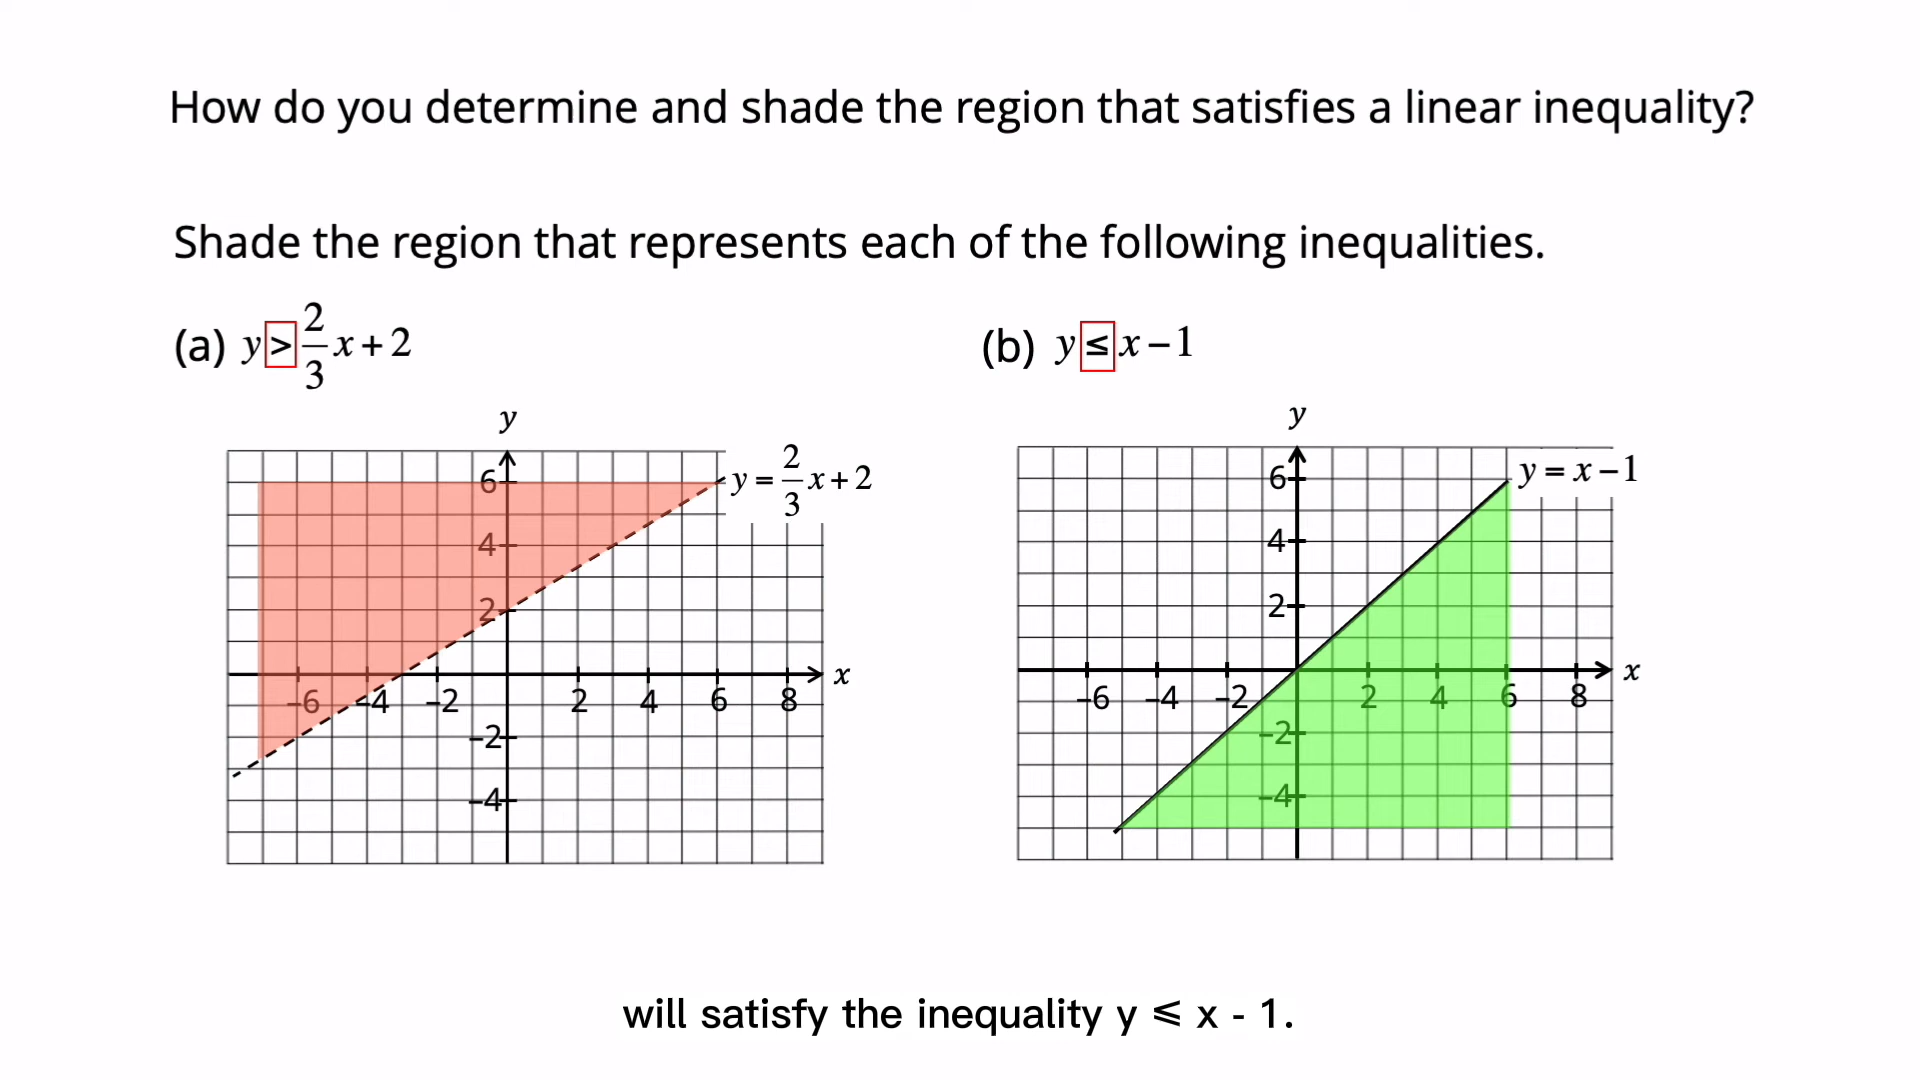 How do you determine and shade the region that satisfies a linear inequality?
Shade the region that represents each of the following inequalities.
(a) y > 2/3 x + 2
(b) y ≤ x − 1
y
6
4
2
−2
−4
−6 −4 −2 2 4 6 8 x
y = 2/3 x + 2
y
6
4
2
−2
−4
−6 −4 −2 2 4 6 8 x
y = x − 1
will satisfy the inequality y ⩽ x - 1.